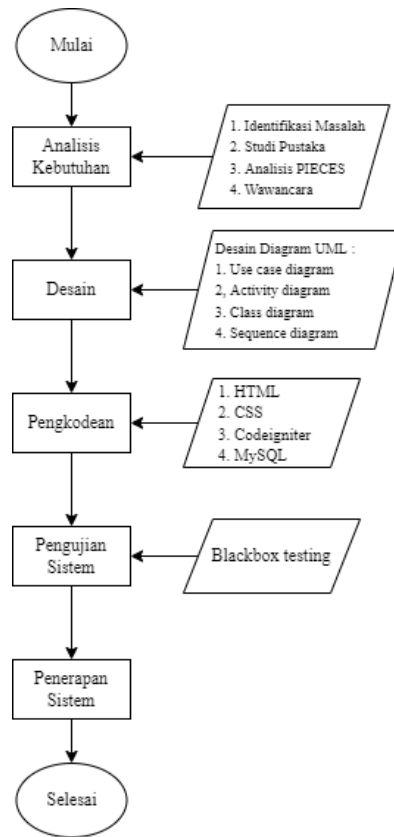 Mulai
Analisis
Kebutuhan
1. Identifikasi Masalah
2. Studi Pustaka
3. Analisis PIECES
4. Wawancara
Desain
Desain Diagram UML :
1. Use case diagram
2, Activity diagram
3. Class diagram
4. Sequence diagram
Pengkodean
1. HTML
2. CSS
3. Codeigniter
4. MySQL
Pengujian
Sistem
Blackbox testing
Penerapan
Sistem
Selesai